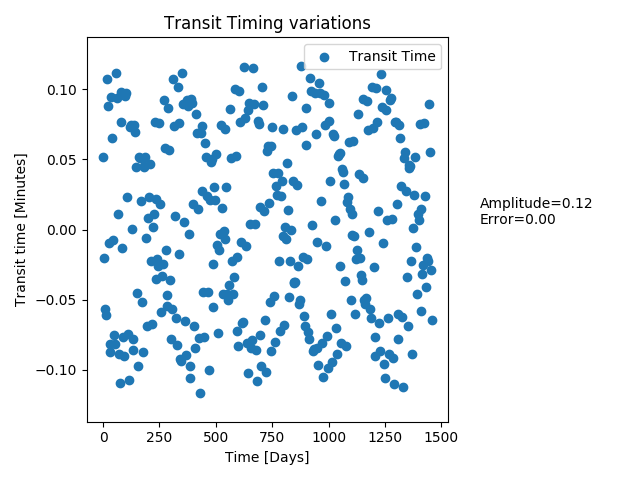 Transit Timing variations
Transit Time
0.10
0.05
0.00
−0.05
−0.10
Transit time [Minutes]
0
250
500
750
1000
1250
1500
Time [Days]
Amplitude=0.12
Error=0.00